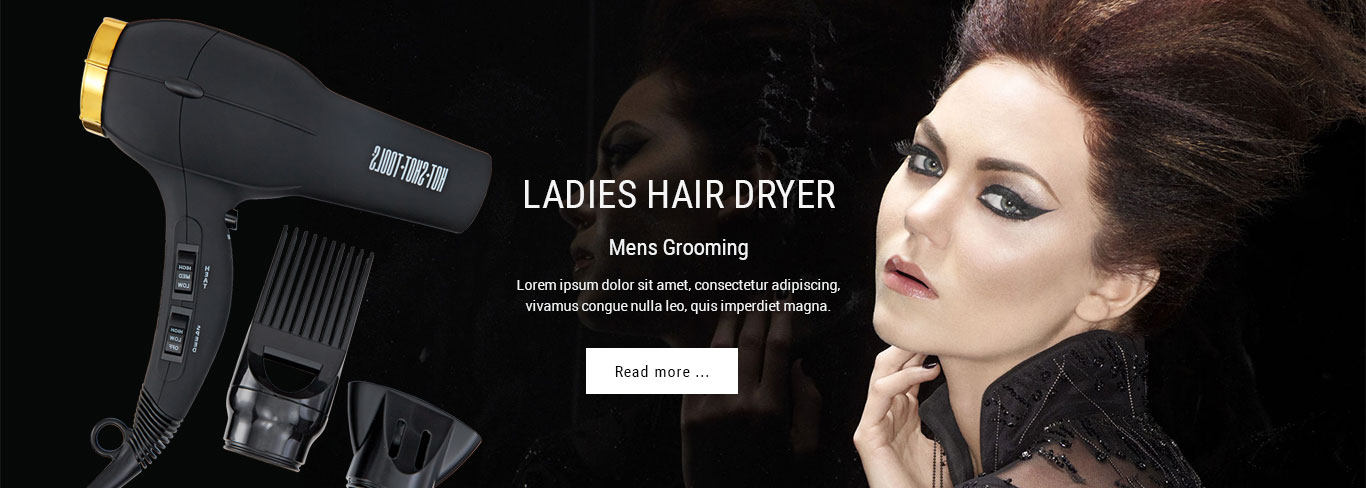 HOT·SHOT·TOOLS
HEAT
HIGH
MED
LOW
SPEED
HIGH
LOW
OFF
LADIES HAIR DRYER
Mens Grooming
Lorem ipsum dolor sit amet, consectetur adipiscing,
vivamus congue nulla leo, quis imperdiet magna.
Read more ...